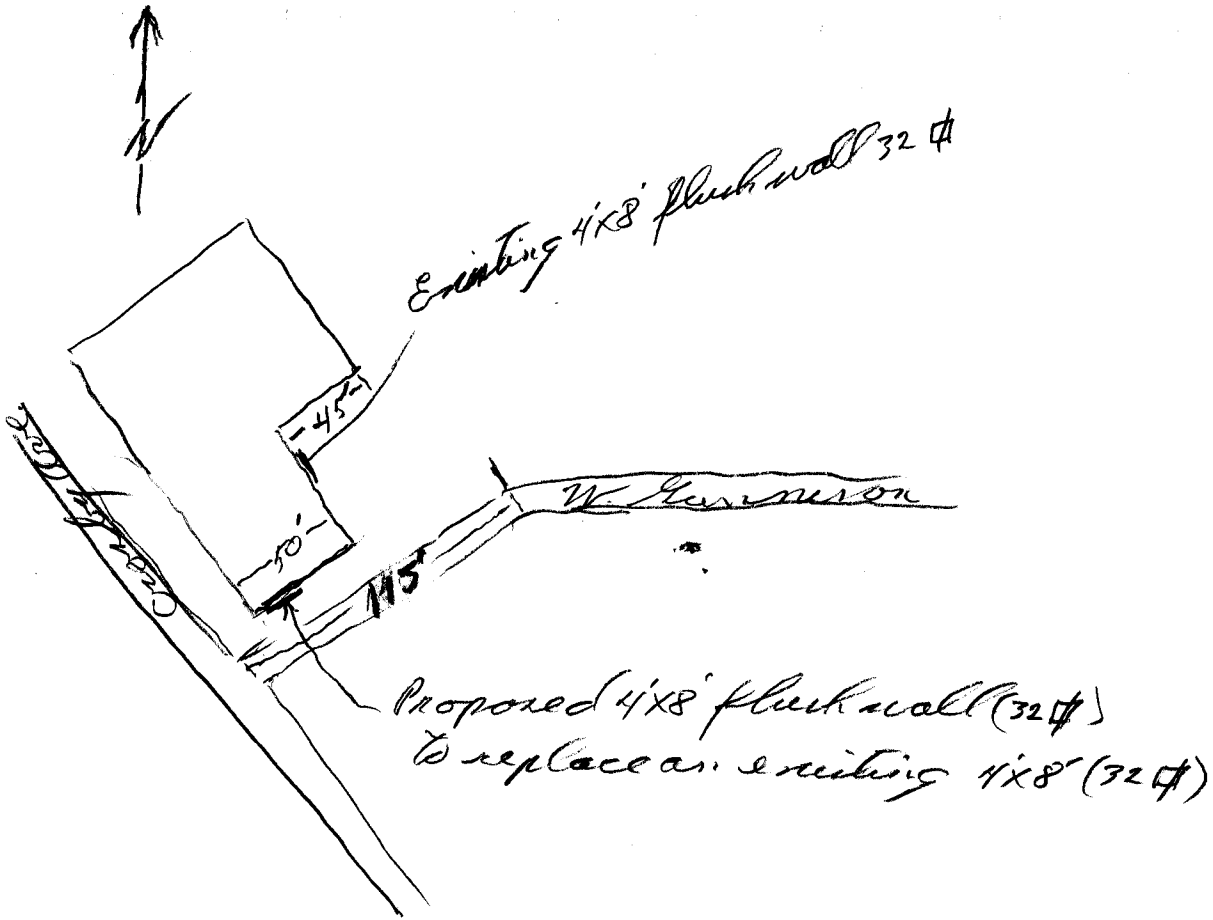 N
Existing 4'x8' flush wall 32 ⏍
-45'-
W. Gunnison
-50'-
115'
Proposed 4'x8' flush wall (32 ⏍)
to replace an existing 4'x8' (32 ⏍)